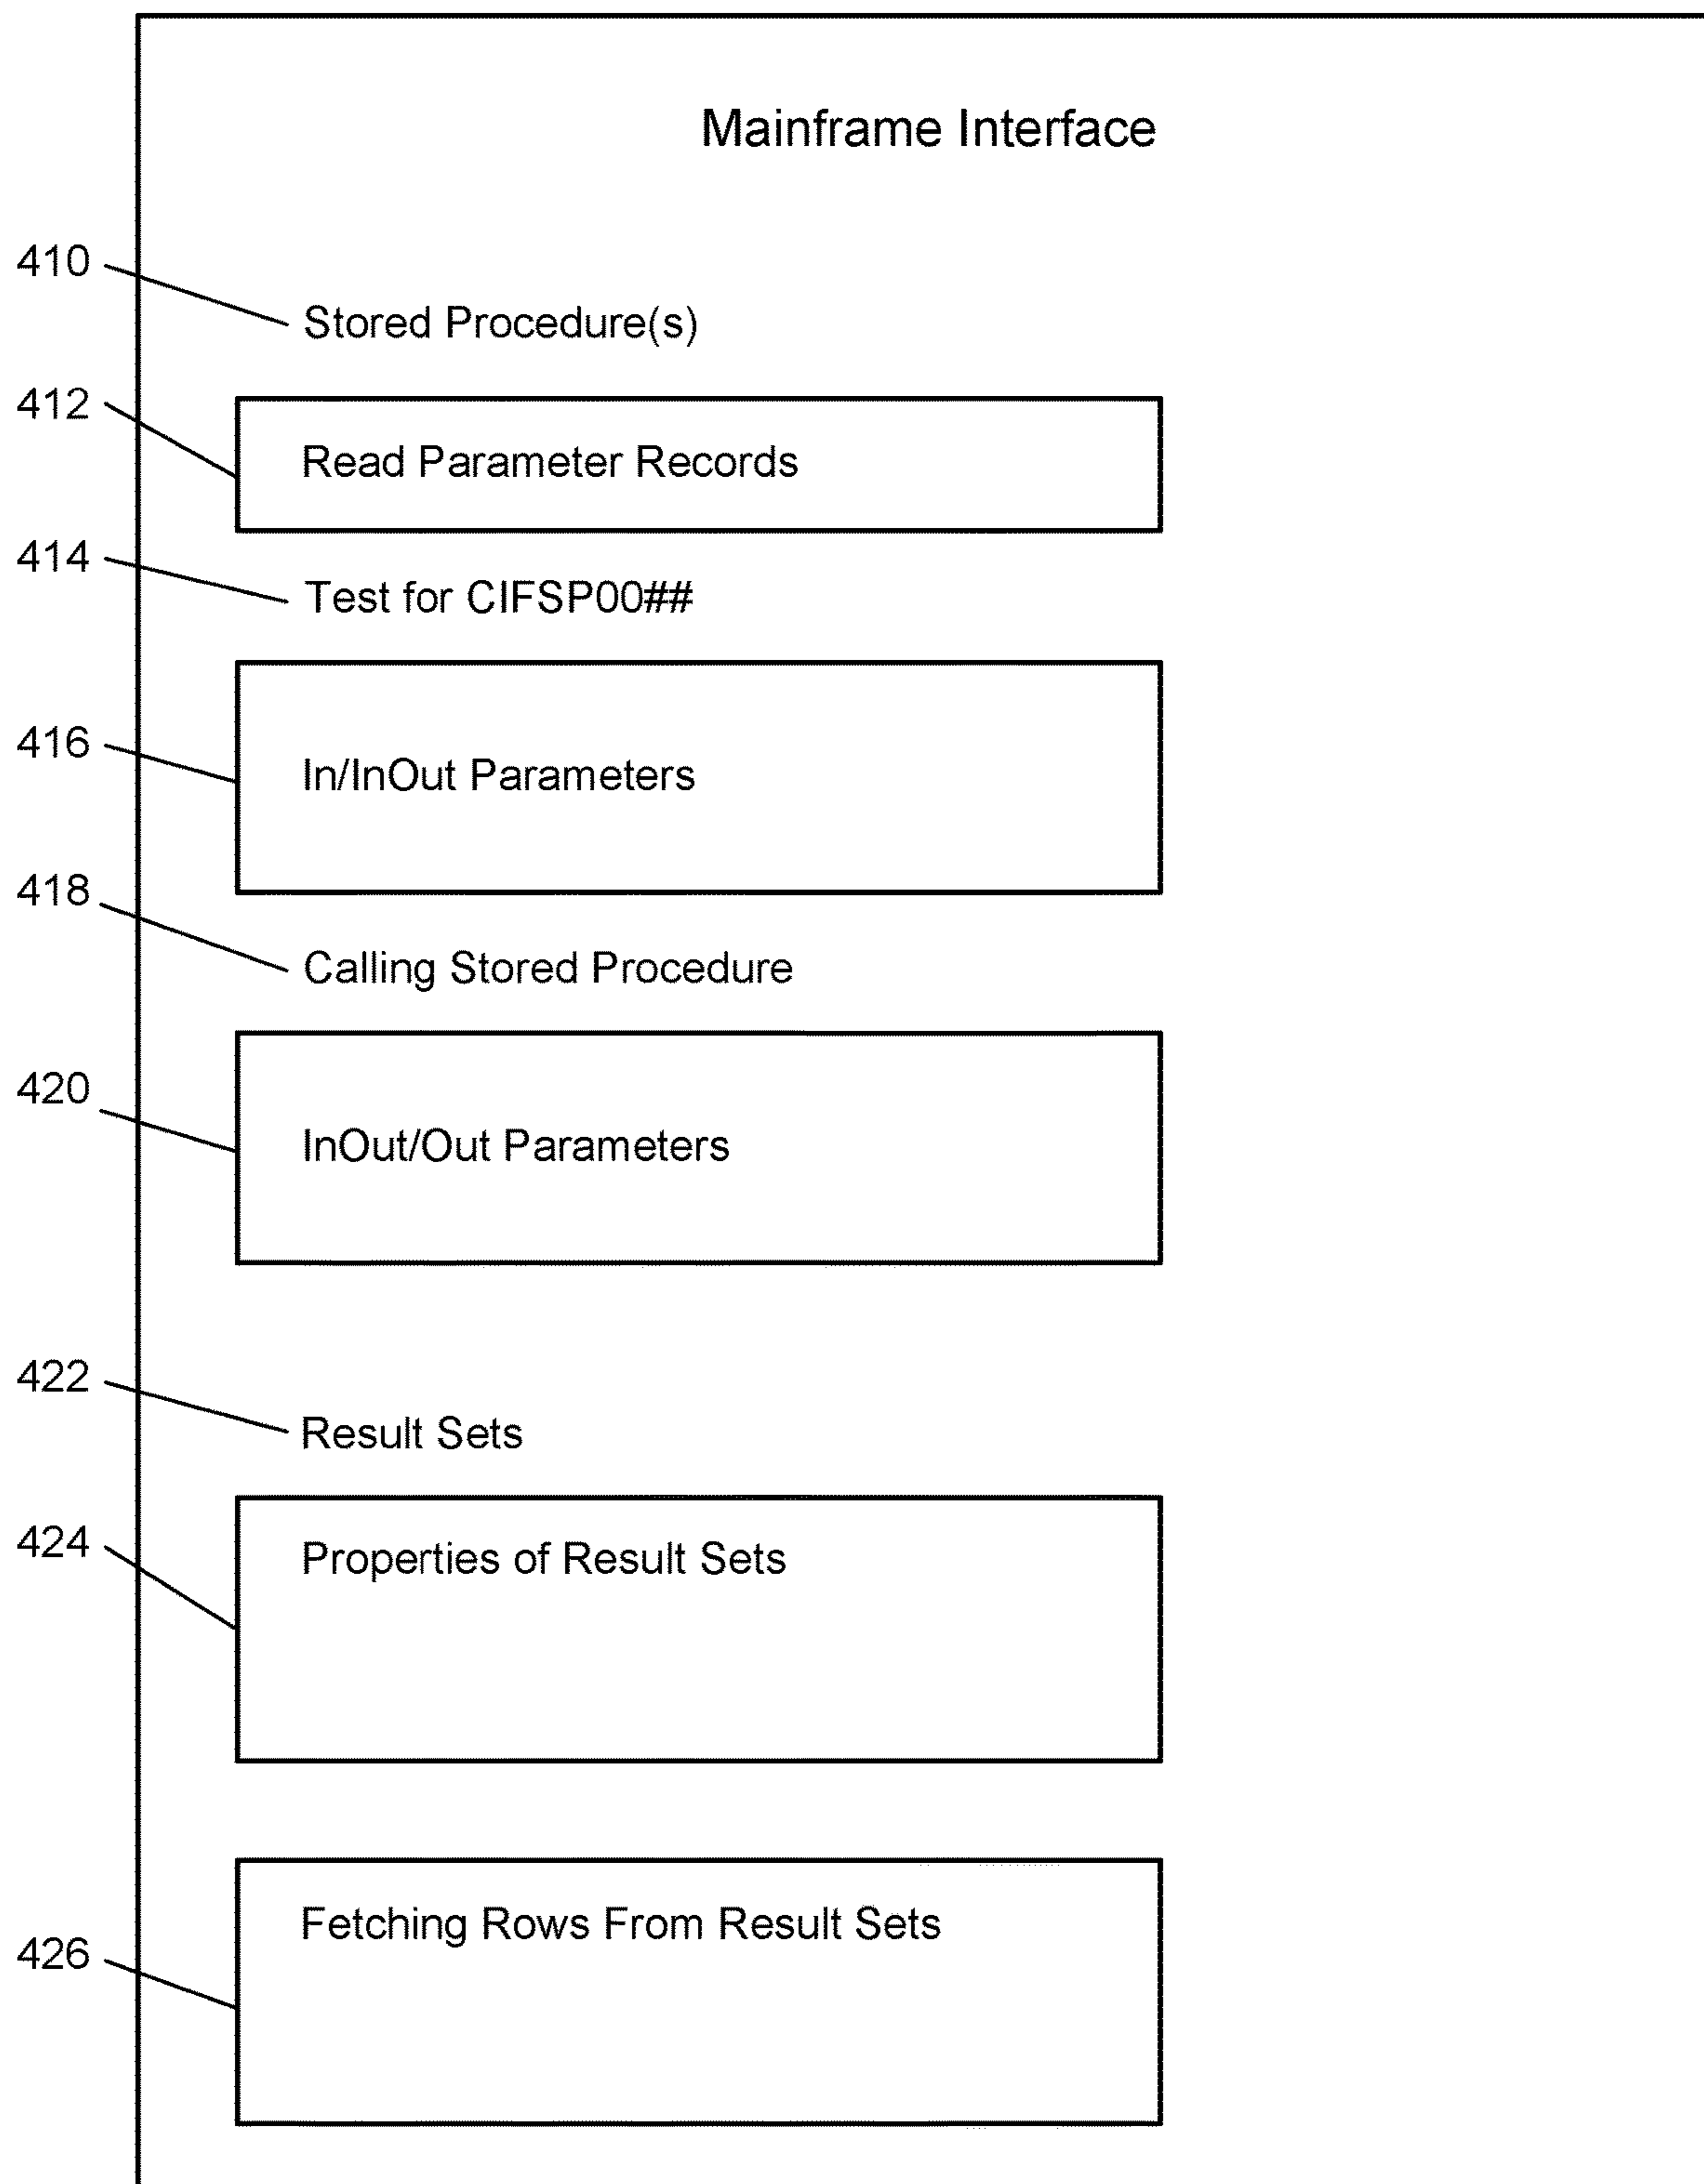 Mainframe Interface
410
Stored Procedure(s)
412
Read Parameter Records
414
Test for CIFSP00##
416
In/InOut Parameters
418
Calling Stored Procedure
420
InOut/Out Parameters
422
Result Sets
424
Properties of Result Sets
426
Fetching Rows From Result Sets